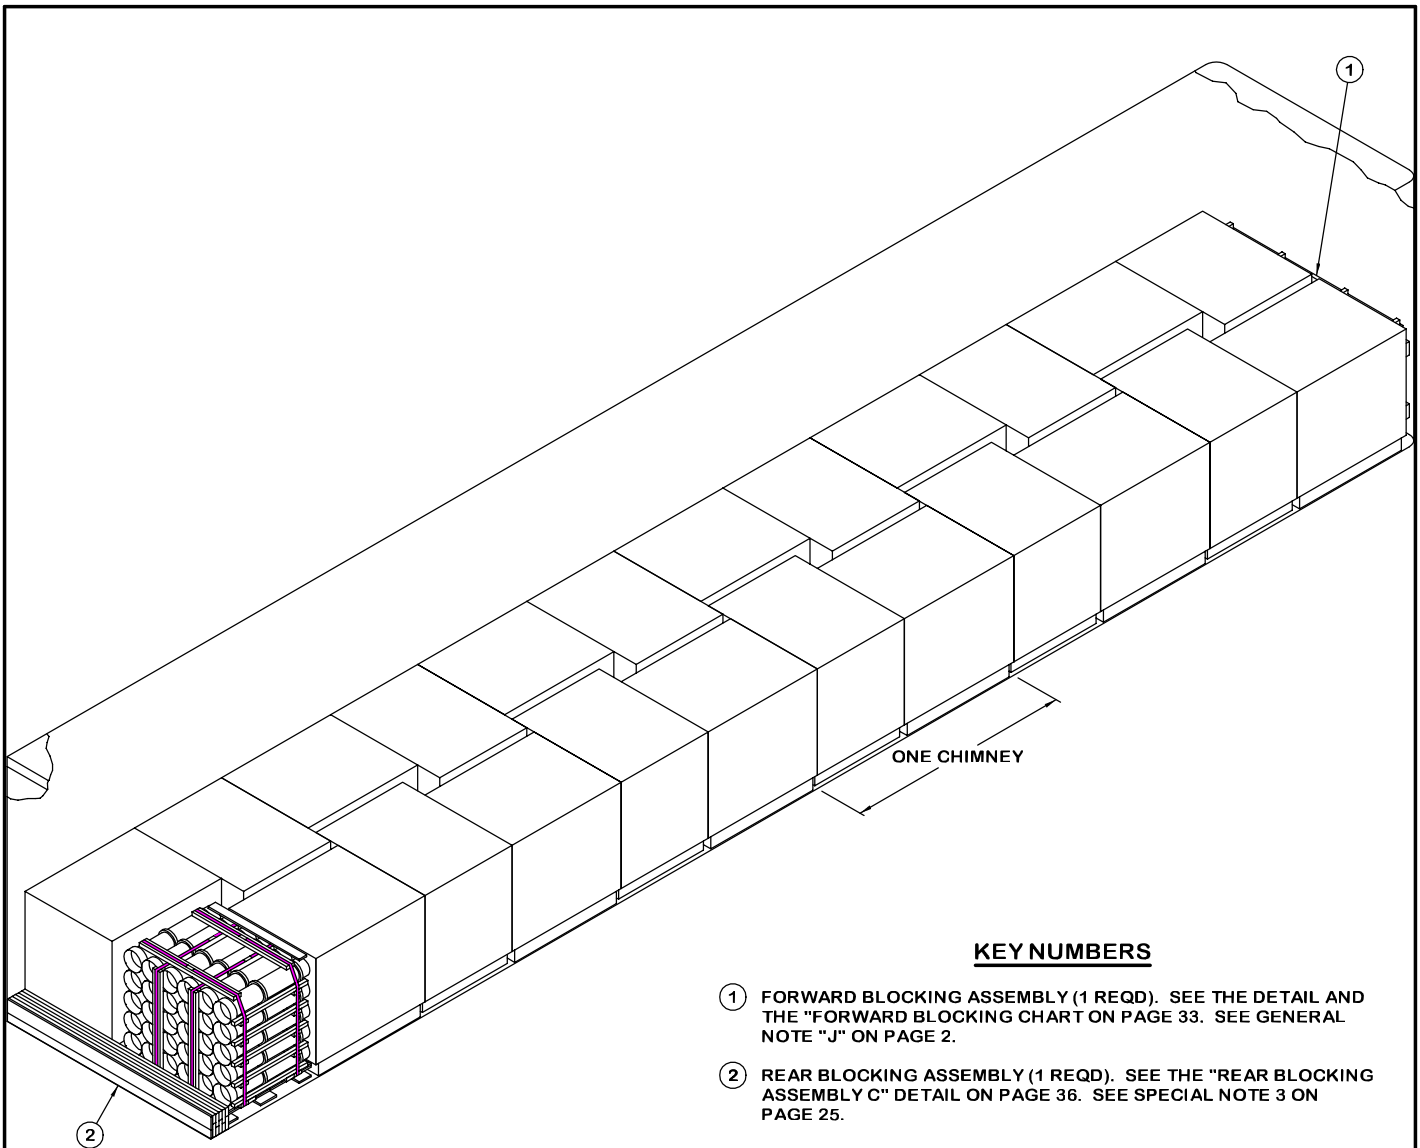 1
ONE CHIMNEY
2
KEY NUMBERS
1 FORWARD BLOCKING ASSEMBLY (1 REQD). SEE THE DETAIL AND
THE "FORWARD BLOCKING CHART ON PAGE 33. SEE GENERAL
NOTE "J" ON PAGE 2.
2 REAR BLOCKING ASSEMBLY (1 REQD). SEE THE "REAR BLOCKING
ASSEMBLY C" DETAIL ON PAGE 36. SEE SPECIAL NOTE 3 ON
PAGE 25.